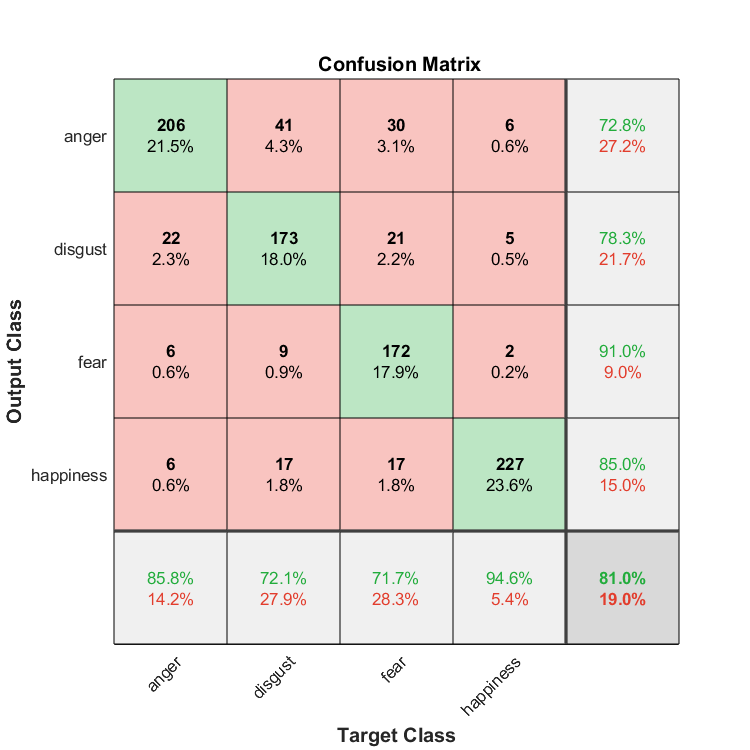 Confusion Matrix
anger 206 41 30 6 72.8%
21.5% 4.3% 3.1% 0.6% 27.2%
disgust 22 173 21 5 78.3%
2.3% 18.0% 2.2% 0.5% 21.7%
fear 6 9 172 2 91.0%
0.6% 0.9% 17.9% 0.2% 9.0%
happiness 6 17 17 227 85.0%
0.6% 1.8% 1.8% 23.6% 15.0%
85.8% 72.1% 71.7% 94.6% 81.0%
14.2% 27.9% 28.3% 5.4% 19.0%
anger disgust fear happiness
Target Class
Output Class